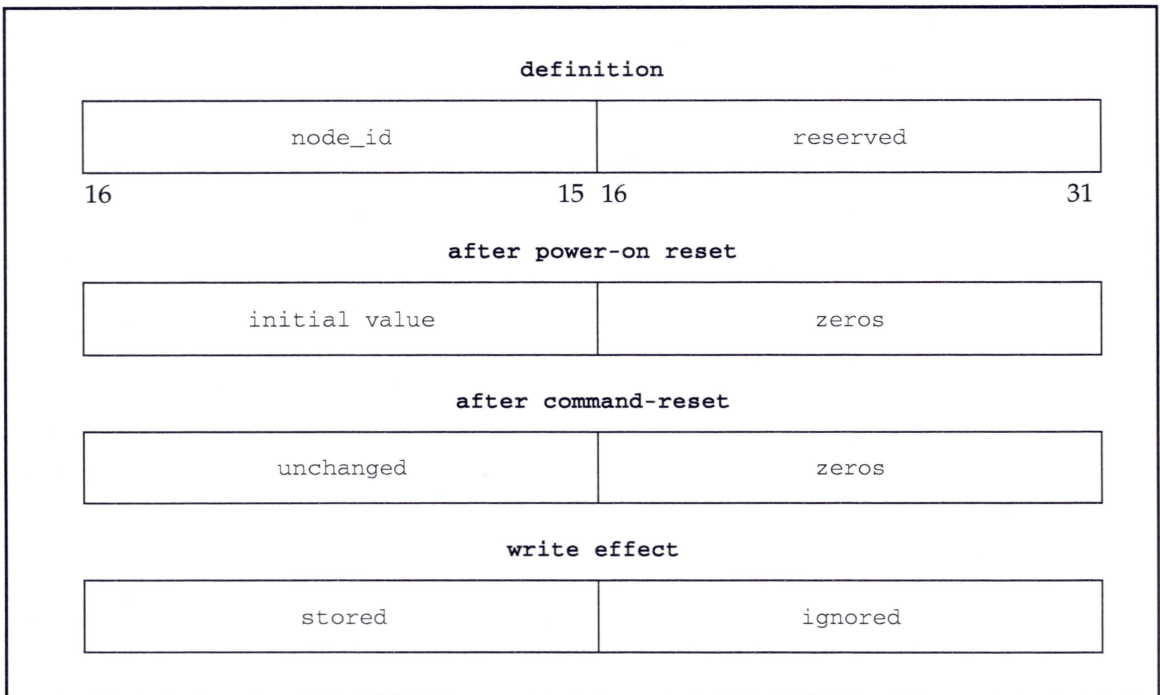 definition
node_id reserved
16 15 16 31
after power-on reset
initial value zeros
after command-reset
unchanged zeros
write effect
stored ignored